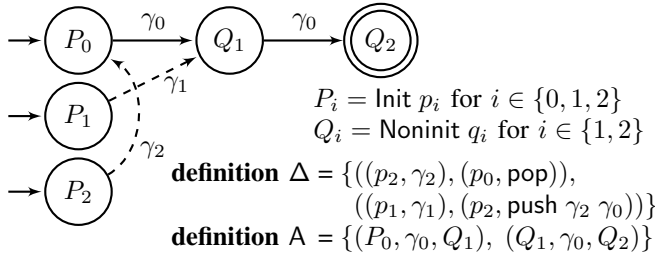 P₀ γ₀ Q₁ γ₀ Q₂
γ₁
P₁
Pᵢ = Init pᵢ for i ∈ {0, 1, 2}
Qᵢ = Noninit qᵢ for i ∈ {1, 2}
γ₂
P₂
definition Δ = {((p₂, γ₂), (p₀, pop)),
((p₁, γ₁), (p₂, push γ₂ γ₀))}
definition A = {(P₀, γ₀, Q₁), (Q₁, γ₀, Q₂)}